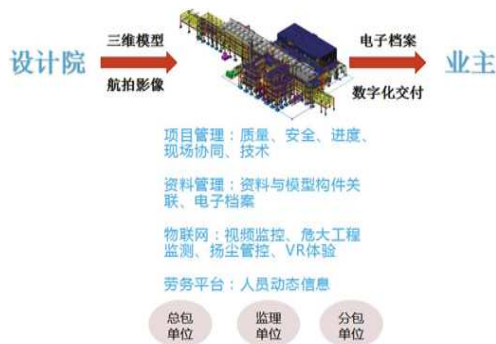 三维模型
电子档案
设计院
业主
航拍影像
数字化交付
项目管理：质量、安全、进度、
现场协同、技术
资料管理：资料与模型构件关
联、电子档案
物联网：视频监控、危大工程
监测、扬尘管控、VR体验
劳务平台：人员动态信息
总包
单位
监理
单位
分包
单位